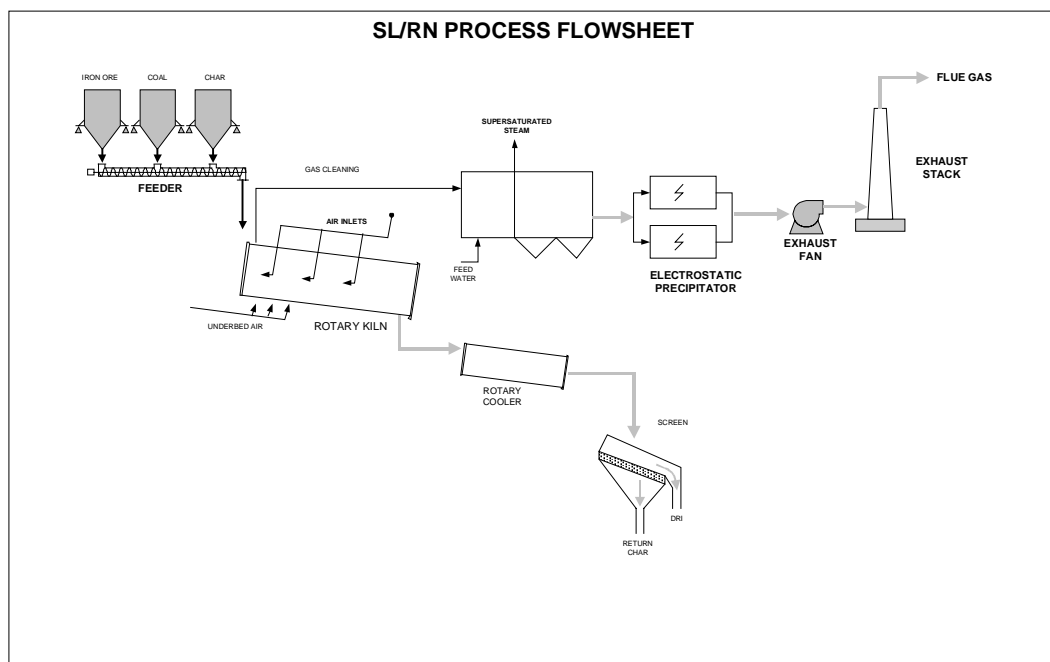 SL/RN PROCESS FLOWSHEET
IRON ORE
COAL
CHAR
FEEDER
GAS CLEANING
SUPERSATURATED
STEAM
FLUE GAS
EXHAUST
STACK
AIR INLETS
FEED
WATER
ELECTROSTATIC
PRECIPITATOR
EXHAUST
FAN
UNDERBED AIR
ROTARY KILN
ROTARY
COOLER
SCREEN
DRI
RETURN
CHAR